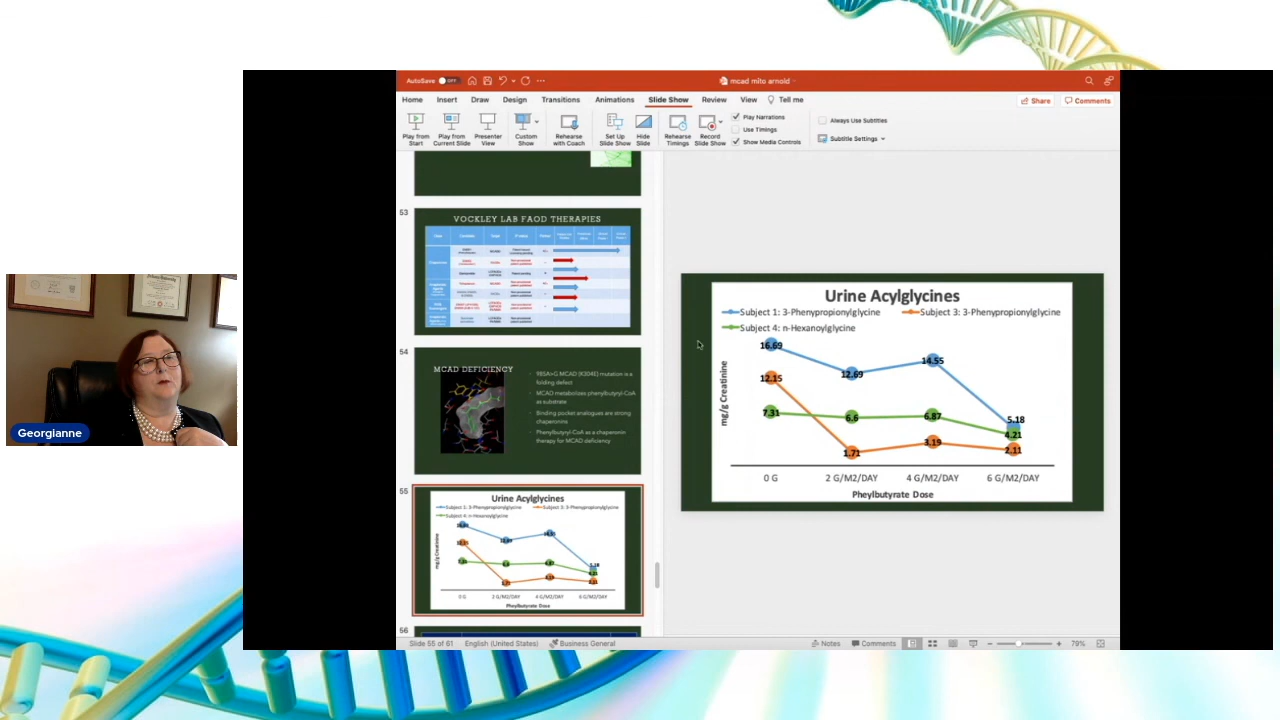 AutoSave OFF
mcad mito arnold
Home Insert Draw Design Transitions Animations Slide Show Review View Tell me
Share Comments
Play from Start
Play from Current Slide
Presenter View
Custom Show
Rehearse with Coach
Set Up Slide Show
Hide Slide
Rehearse Timings
Record Slide Show
Play Narrations
Use Timings
Show Media Controls
Always Use Subtitles
Subtitle Settings
53
VOCKLEY LAB FAOD THERAPIES
54
MCAD DEFICIENCY
985A>G MCAD (K304E) mutation is a
folding defect
MCAD metabolizes phenylbutyryl-CoA
as substrate
Binding pocket analogues are strong
chaperonins
Phenylbutyryl-CoA as a chaperonin
therapy for MCAD deficiency
55
Urine Acylglycines
Subject 1: 3-Phenypropionylglycine
Subject 3: 3-Phenypropionylglycine
Subject 4: n-Hexanoylglycine
mg/g Creatinine
0 G 2 G/M2/DAY 4 G/M2/DAY 6 G/M2/DAY
Pheylbutyrate Dose
56
Urine Acylglycines
Subject 1: 3-Phenypropionylglycine
Subject 3: 3-Phenypropionylglycine
Subject 4: n-Hexanoylglycine
mg/g Creatinine
16.69
12.69
14.55
5.18
12.15
1.71
3.19
2.11
7.31
6.6
6.87
4.21
0 G 2 G/M2/DAY 4 G/M2/DAY 6 G/M2/DAY
Pheylbutyrate Dose
Georgianne
Slide 55 of 61 English (United States) Business General
Notes Comments 79%